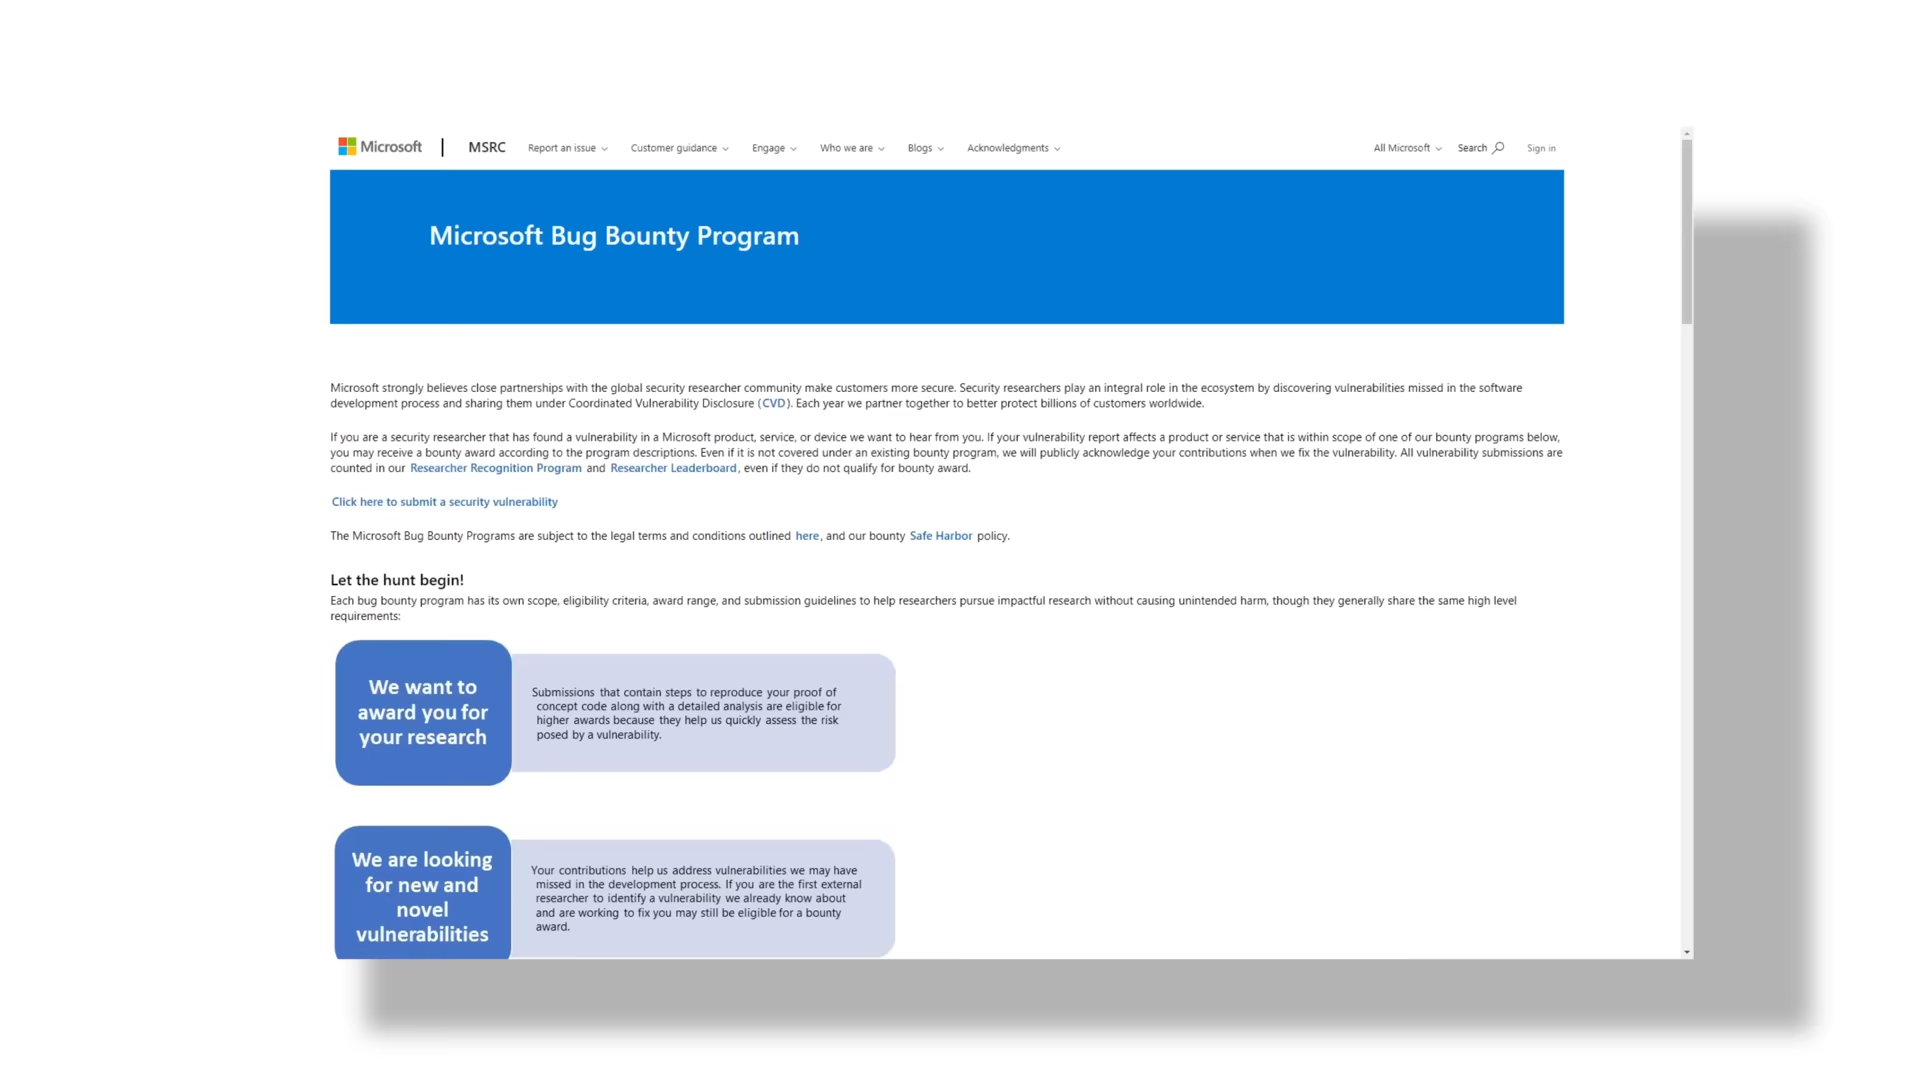 Microsoft | MSRC Report an issue Customer guidance Engage Who we are Blogs Acknowledgments All Microsoft Search Sign in
Microsoft Bug Bounty Program
Microsoft strongly believes close partnerships with the global security researcher community make customers more secure. Security researchers play an integral role in the ecosystem by discovering vulnerabilities missed in the software
development process and sharing them under Coordinated Vulnerability Disclosure (CVD). Each year we partner together to better protect billions of customers worldwide.
If you are a security researcher that has found a vulnerability in a Microsoft product, service, or device we want to hear from you. If your vulnerability report affects a product or service that is within scope of one of our bounty programs below,
you may receive a bounty award according to the program descriptions. Even if it is not covered under an existing bounty program, we will publicly acknowledge your contributions when we fix the vulnerability. All vulnerability submissions are
counted in our Researcher Recognition Program and Researcher Leaderboard, even if they do not qualify for bounty award.
Click here to submit a security vulnerability
The Microsoft Bug Bounty Programs are subject to the legal terms and conditions outlined here, and our bounty Safe Harbor policy.
Let the hunt begin!
Each bug bounty program has its own scope, eligibility criteria, award range, and submission guidelines to help researchers pursue impactful research without causing unintended harm, though they generally share the same high level
requirements:
We want to
award you for
your research
Submissions that contain steps to reproduce your proof of
concept code along with a detailed analysis are eligible for
higher awards because they help us quickly assess the risk
posed by a vulnerability.
We are looking
for new and
novel
vulnerabilities
Your contributions help us address vulnerabilities we may have
missed in the development process. If you are the first external
researcher to identify a vulnerability we already know about
and are working to fix you may still be eligible for a bounty
award.